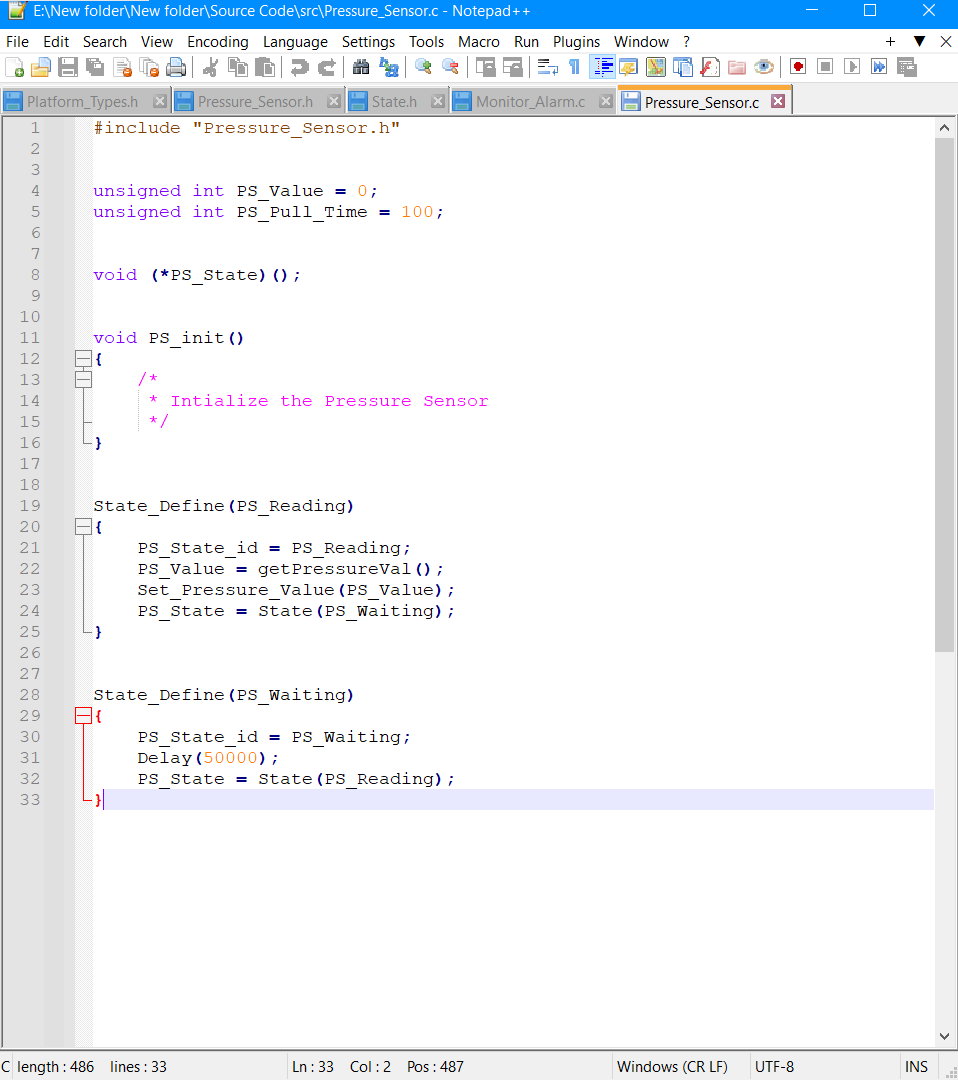 E:\New folder\New folder\Source Code\src\Pressure_Sensor.c - Notepad++
File Edit Search View Encoding Language Settings Tools Macro Run Plugins Window ? + ▼ X
Platform_Types.h Pressure_Sensor.h State.h Monitor_Alarm.c Pressure_Sensor.c
1 #include "Pressure_Sensor.h"
2
3
4 unsigned int PS_Value = 0;
5 unsigned int PS_Pull_Time = 100;
6
7
8 void (*PS_State)();
9
10
11 void PS_init()
12 {
13 /*
14 * Intialize the Pressure Sensor
15 */
16 }
17
18
19 State_Define(PS_Reading)
20 {
21 PS_State_id = PS_Reading;
22 PS_Value = getPressureVal();
23 Set_Pressure_Value(PS_Value);
24 PS_State = State(PS_Waiting);
25 }
26
27
28 State_Define(PS_Waiting)
29 {
30 PS_State_id = PS_Waiting;
31 Delay(50000);
32 PS_State = State(PS_Reading);
33 }
C length : 486 lines : 33 Ln : 33 Col : 2 Pos : 487 Windows (CR LF) UTF-8 INS